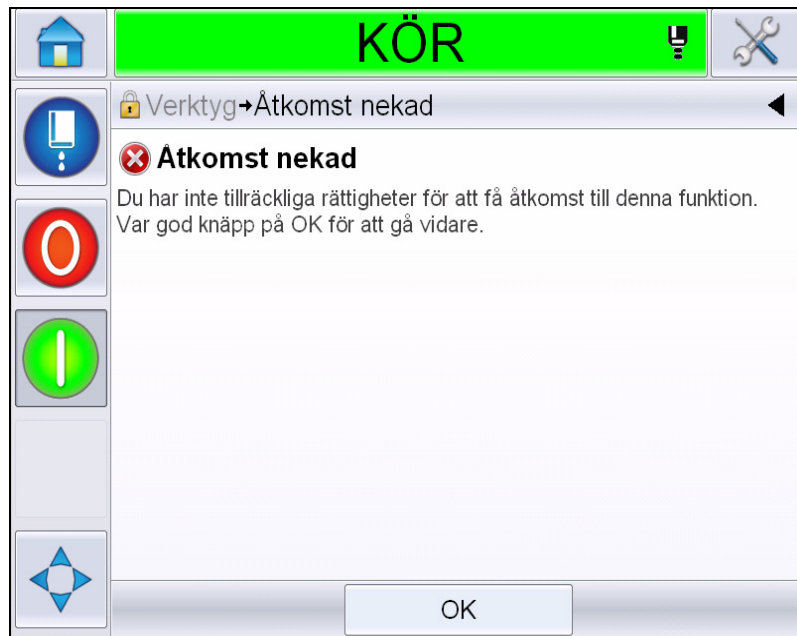 KÖR
Verktyg→Åtkomst nekad
Åtkomst nekad
Du har inte tillräckliga rättigheter för att få åtkomst till denna funktion.
Var god knäpp på OK för att gå vidare.
OK